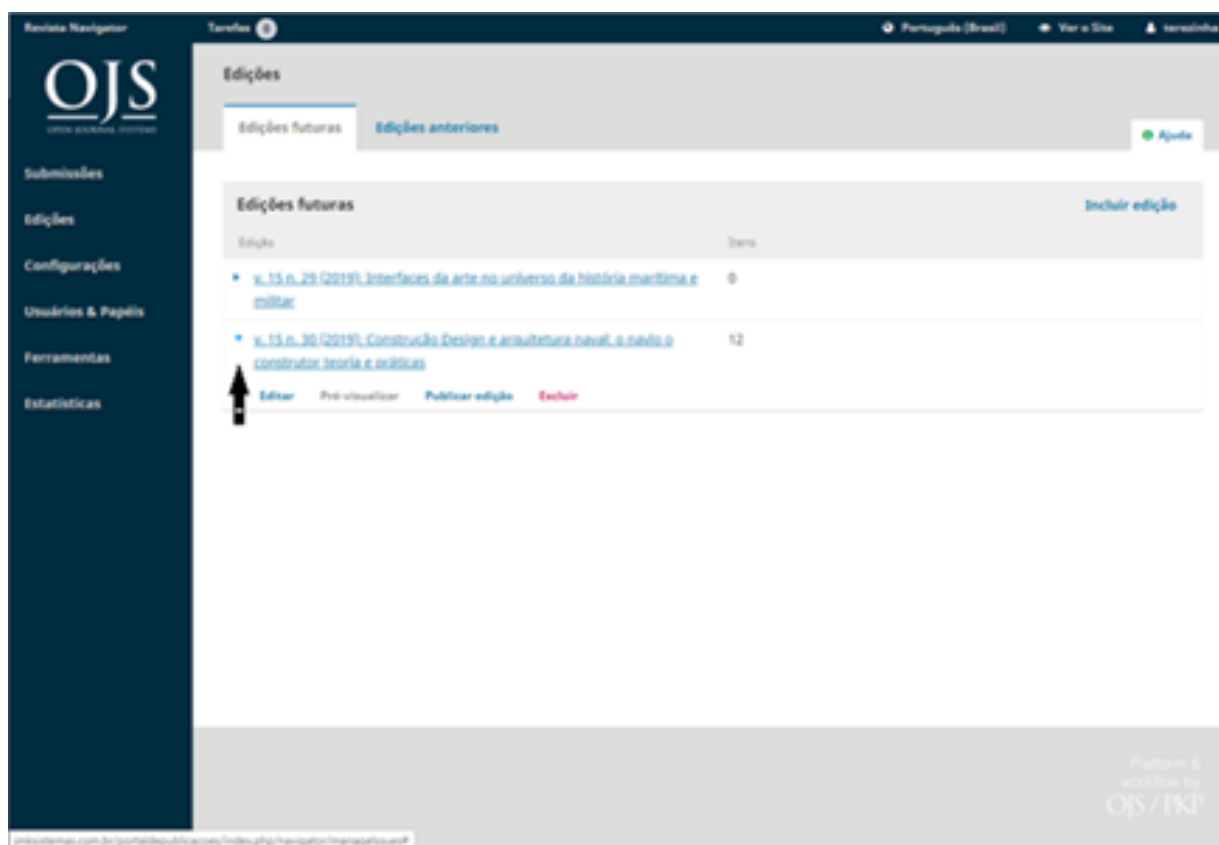 Revista Navigator
Tarefas 0
Português (Brasil)
Ver o Site
terezinha
OJS
OPEN JOURNAL SYSTEMS
Submissões
Edições
Configurações
Usuários & Papéis
Ferramentas
Estatísticas
Edições
Edições futuras
Edições anteriores
Ajuda
Edições futuras
Incluir edição
Edição
Itens
v. 15 n. 29 (2019): Interfaces da arte no universo da história marítima e
militar
0
v. 15 n. 30 (2019): Construção Design e arquitetura naval: o navio o
construtor teoria e práticas
12
Editar
Pré-visualizar
Publicar edição
Excluir
Platform &
workflow by
OJS / PKP